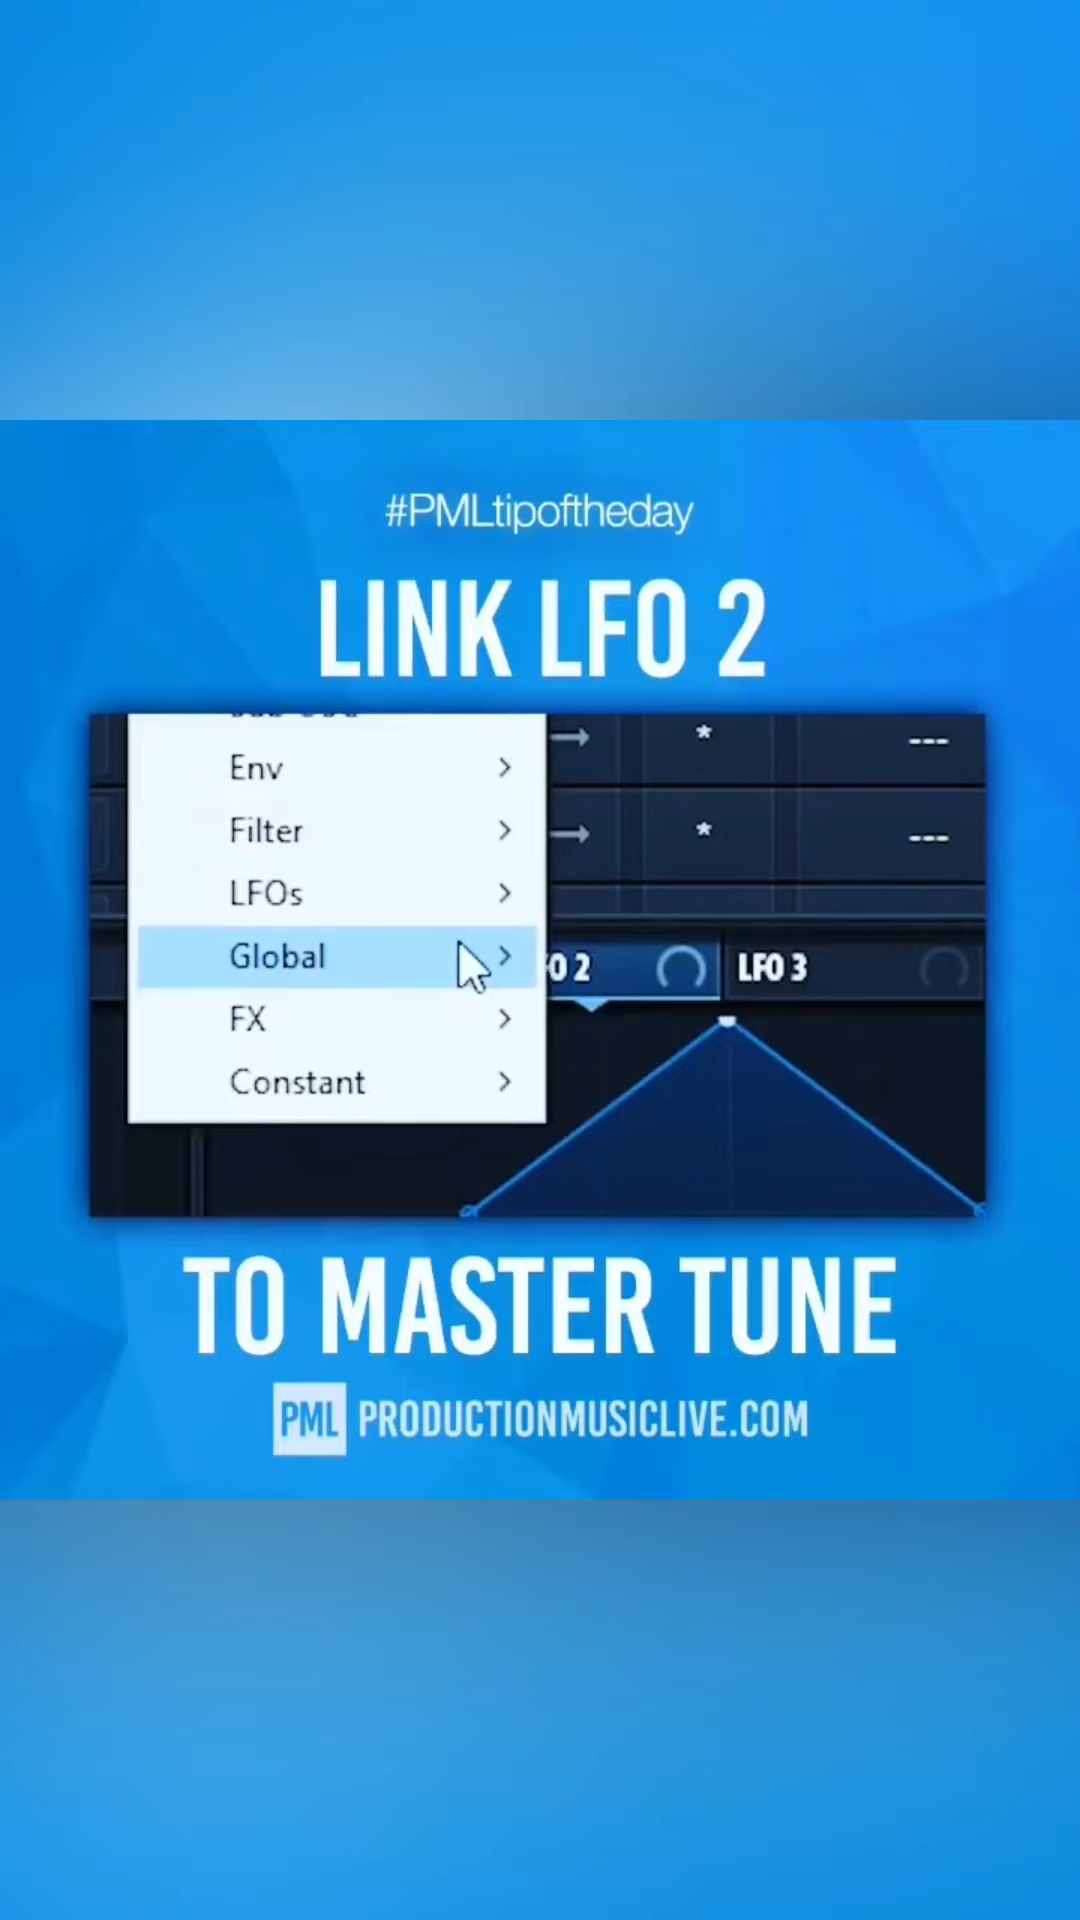 #PMLtipoftheday
LINK LFO 2
Env
Filter
LFOs
Global
FX
Constant
* ---
* ---
LFO 3
TO MASTER TUNE
PML PRODUCTIONMUSICLIVE.COM